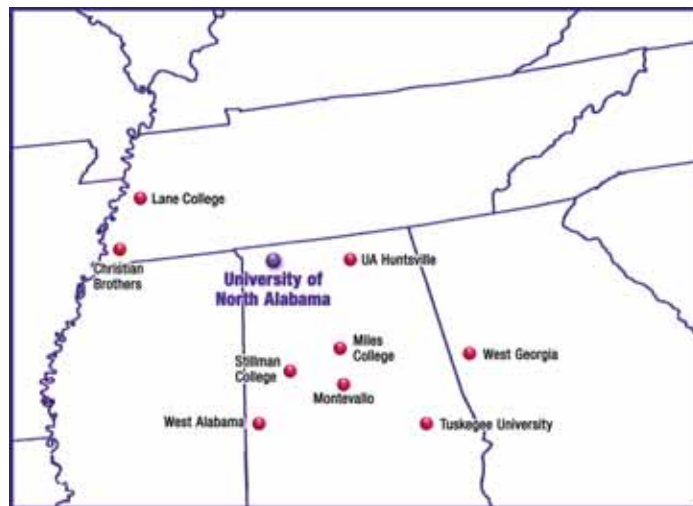 Lane College
Christian
Brothers
University of
North Alabama
UA Huntsville
Miles
College
West Georgia
Stillman
College
Montevallo
West Alabama
Tuskegee University